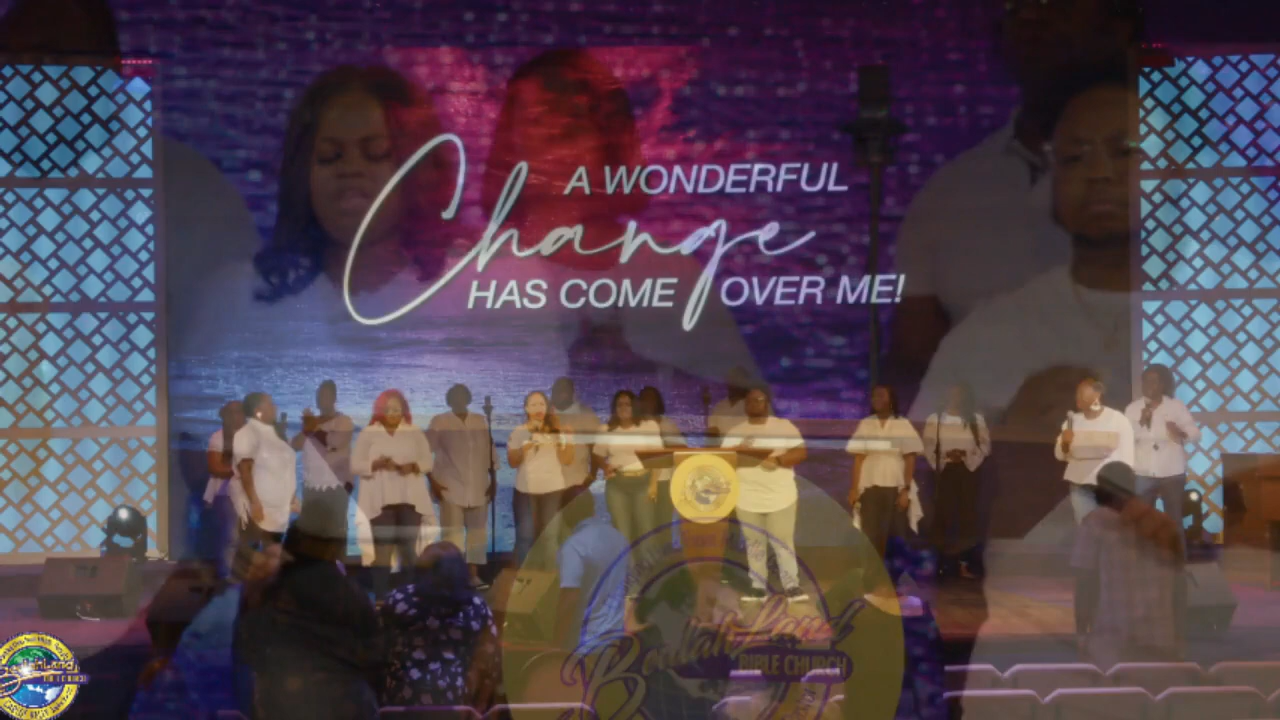 A WONDERFUL
Change
HAS COME OVER ME!
Beulah Land
BIBLE CHURCH